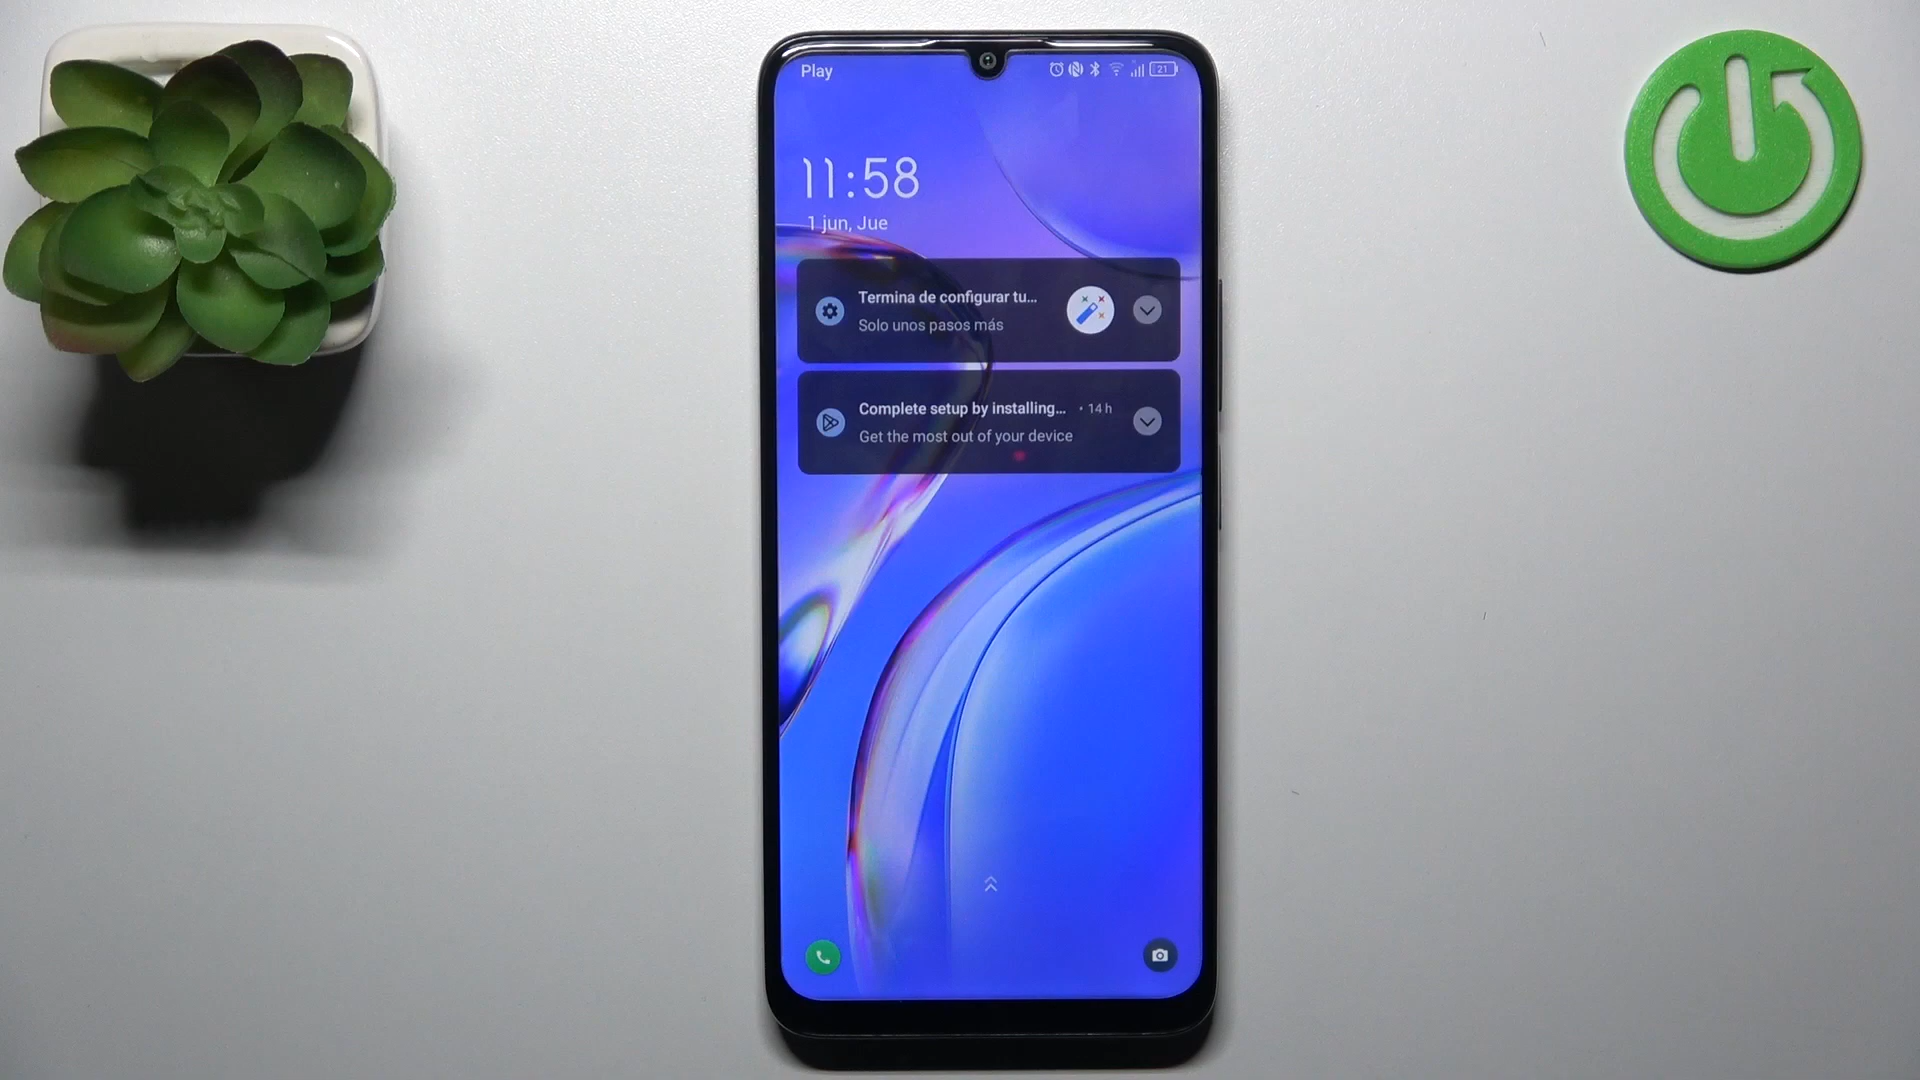 Play
21
11:58
1 jun, Jue
Termina de configurar tu...
Solo unos pasos más
Complete setup by installing... • 14 h
Get the most out of your device